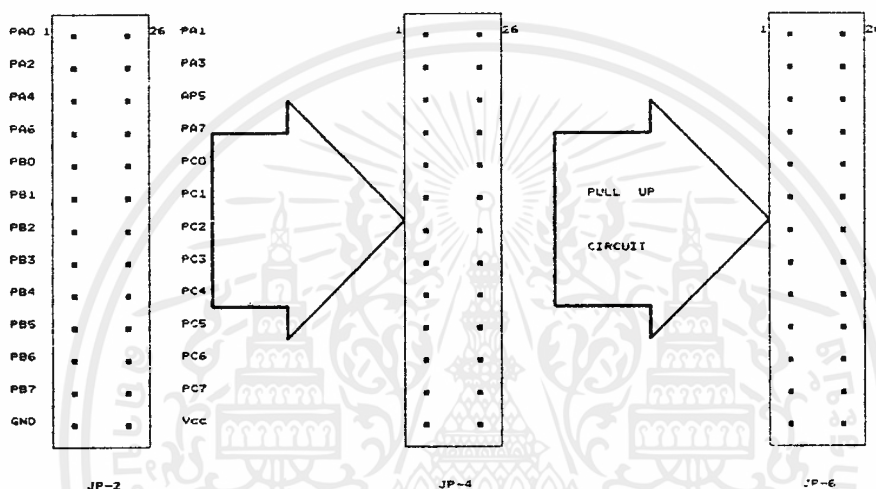 PA0 1 26 PA1 1 26 1 26
PA2 PA3
PA4 AP5
PA6 PA7
PB0 PC0
PB1 PC1 PULL UP
PB2 PC2
PB3 PC3 CIRCUIT
PB4 PC4
PB5 PC5
PB6 PC6
PB7 PC7
GND Vcc
JP-2 JP-4 JP-6